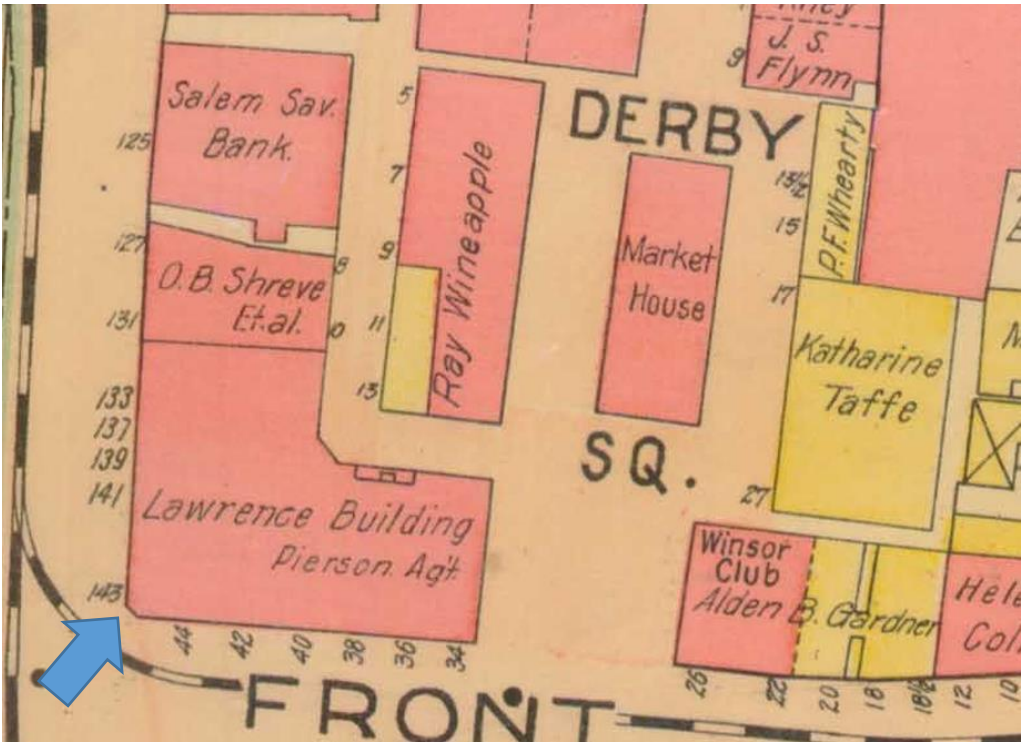 J. S.
Flynn
9
Salem Sav.
Bank.
125
5
7
9
11
13
Ray Wineapple
DERBY
SQ.
Market
House
13½
15
17
P.F. Whearty
127
131
8
O.B. Shreve
Et.al.
Katharine
Taffe
27
133
137
139
141
143
Lawrence Building
Pierson. Agt.
44
42
40
38
36
34
Winsor
Club
Alden B. Gardner
26
22
20
18
18½
12
10
FRONT